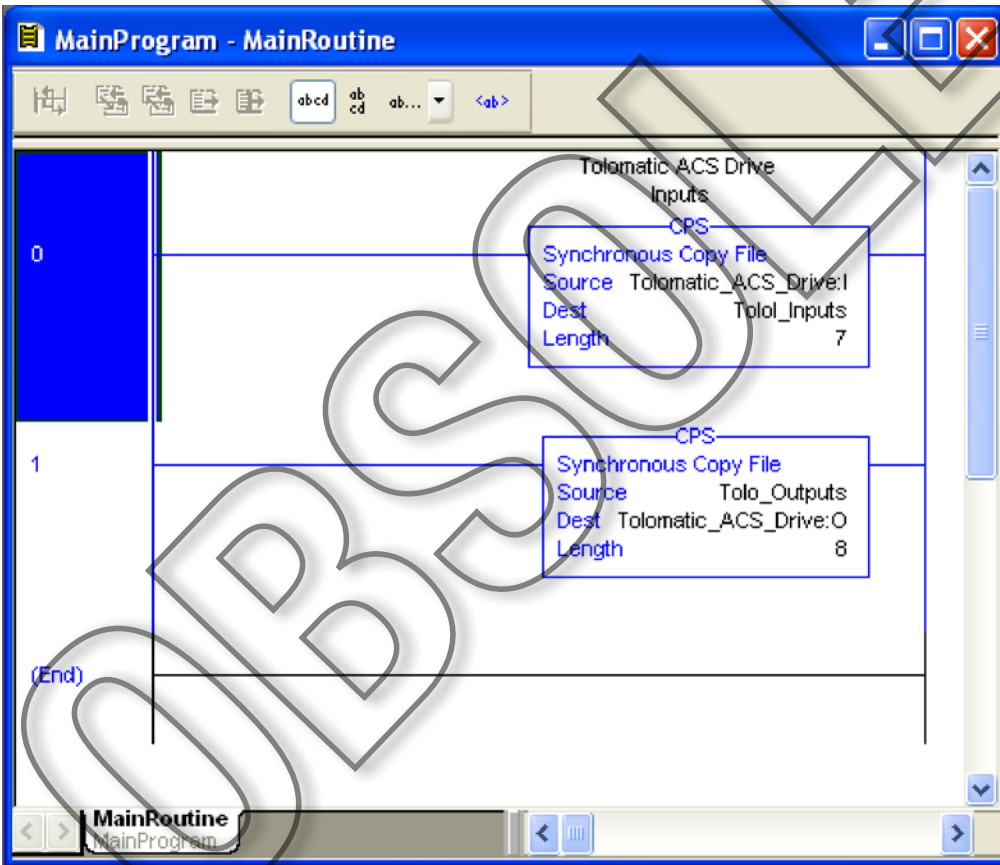 MainProgram - MainRoutine
abcd
ab
cd
ab...
<ab>
Tolomatic ACS Drive
Inputs
0
CPS
Synchronous Copy File
Source Tolomatic_ACS_Drive:I
Dest Tolol_Inputs
Length 7
1
CPS
Synchronous Copy File
Source Tolo_Outputs
Dest Tolomatic_ACS_Drive:O
Length 8
(End)
MainRoutine
MainProgram
OBSOLETE